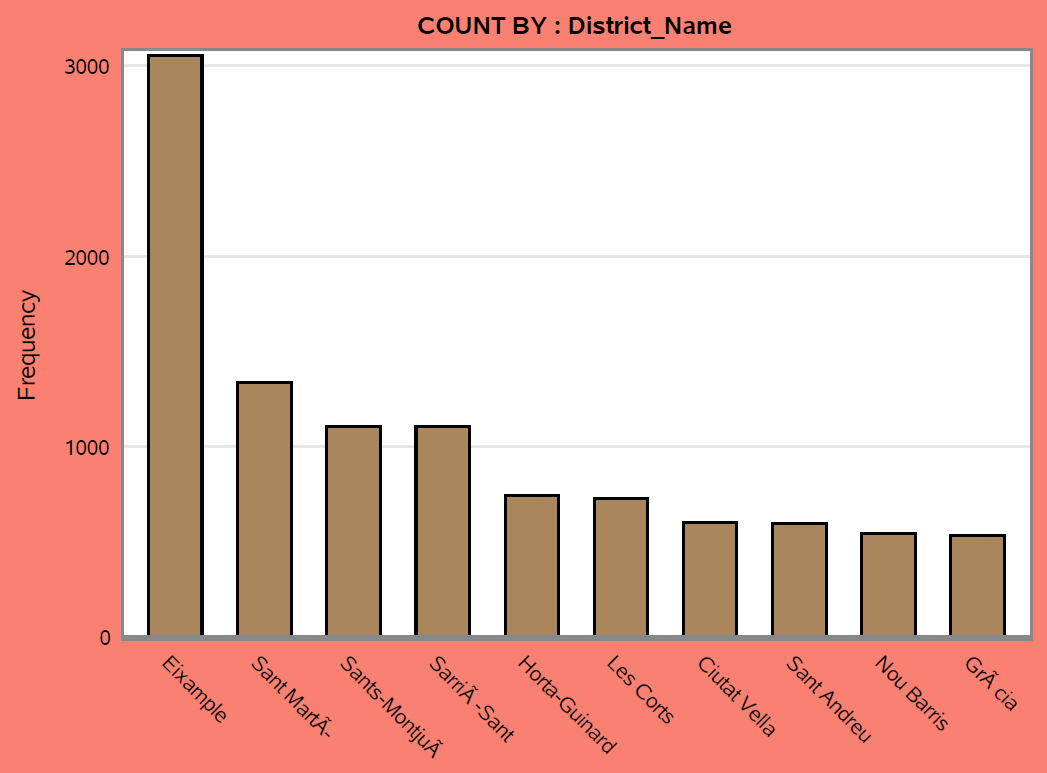 COUNT BY : District_Name
Frequency
3000
2000
1000
0
Eixample
Sant MartÃ-
Sants-MontjuÃ
SarriÃ -Sant
Horta-Guinard
Les Corts
Ciutat Vella
Sant Andreu
Nou Barris
GrÃ cia